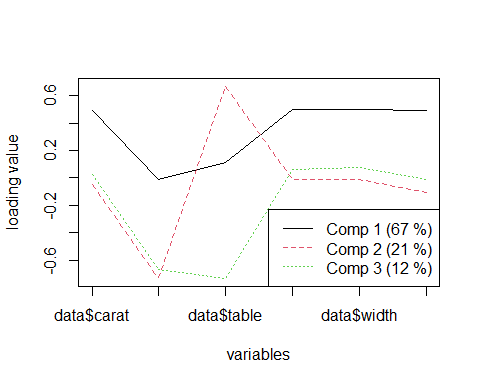 0.6
0.2
-0.2
-0.6
loading value
Comp 1 (67 %)
Comp 2 (21 %)
Comp 3 (12 %)
data$carat
data$table
data$width
variables